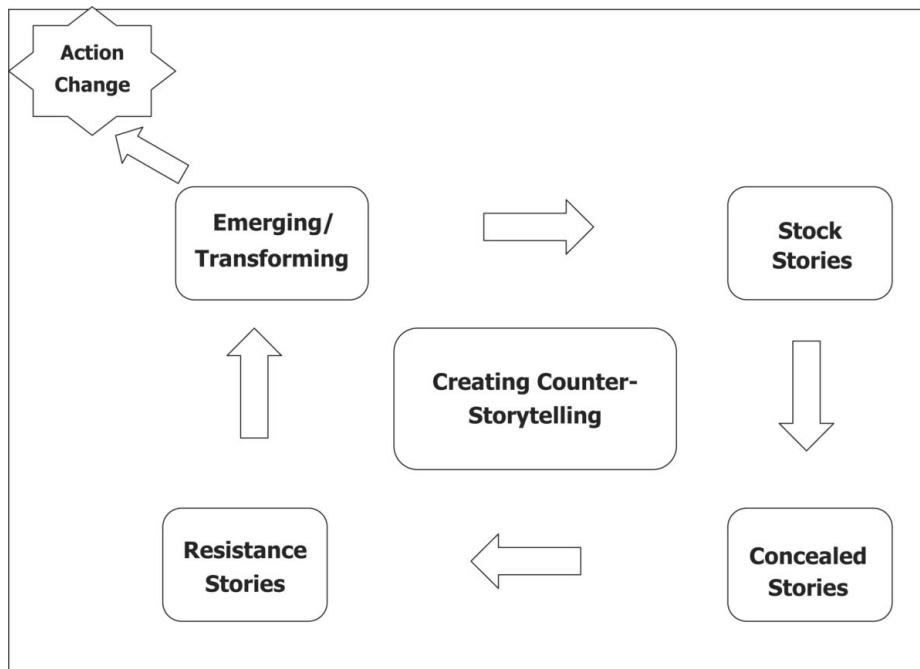 Action
Change
Emerging/
Transforming
Stock
Stories
Creating Counter-
Storytelling
Resistance
Stories
Concealed
Stories